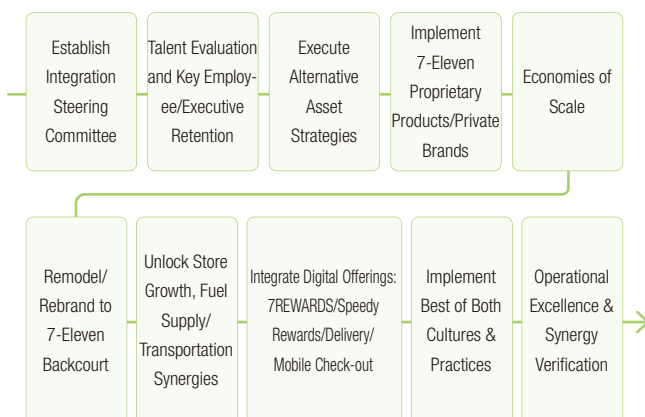 Establish
Integration
Steering
Committee
Talent Evaluation
and Key Employ-
ee/Executive
Retention
Execute
Alternative
Asset
Strategies
Implement
7-Eleven
Proprietary
Products/Private
Brands
Economies of
Scale
Remodel/
Rebrand to
7-Eleven
Backcourt
Unlock Store
Growth, Fuel
Supply/
Transportation
Synergies
Integrate Digital Offerings:
7REWARDS/Speedy
Rewards/Delivery/
Mobile Check-out
Implement
Best of Both
Cultures &
Practices
Operational
Excellence &
Synergy
Verification